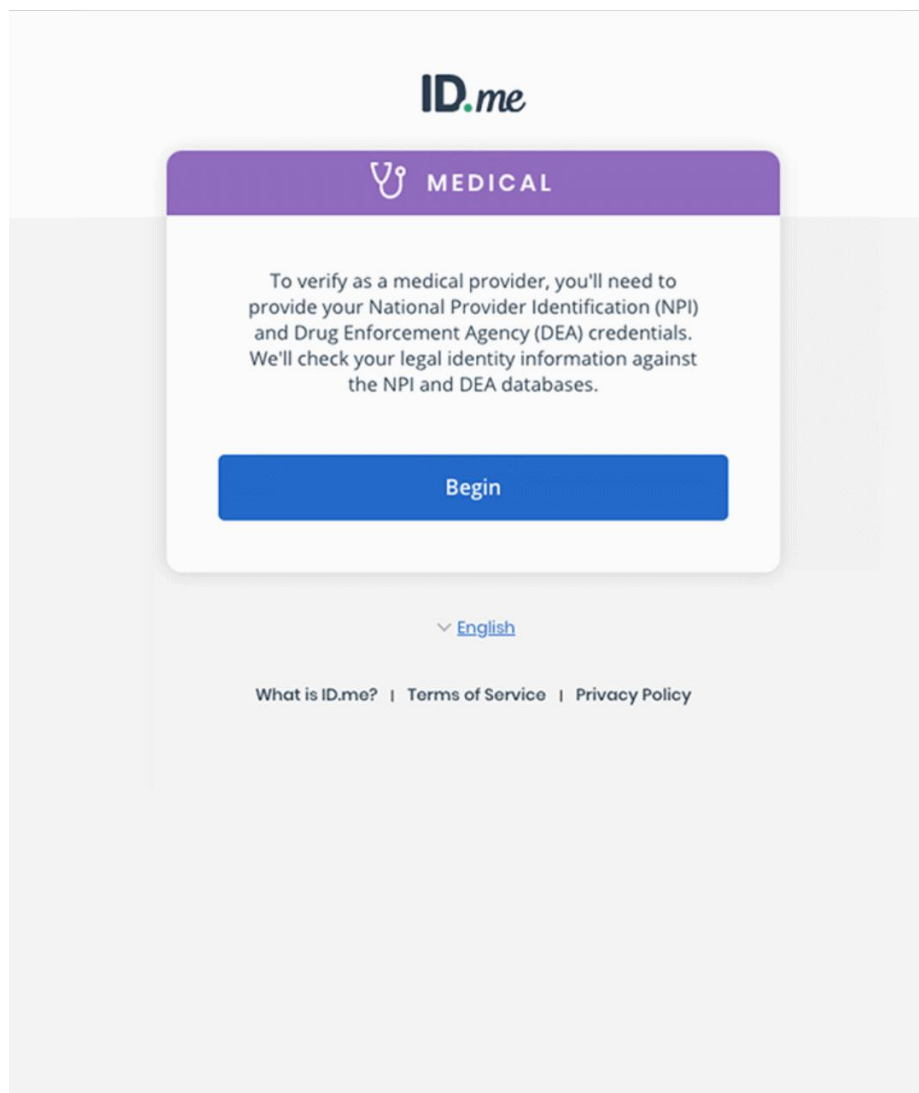 ID.me
MEDICAL
To verify as a medical provider, you'll need to
provide your National Provider Identification (NPI)
and Drug Enforcement Agency (DEA) credentials.
We'll check your legal identity information against
the NPI and DEA databases.
Begin
English
What is ID.me? | Terms of Service | Privacy Policy